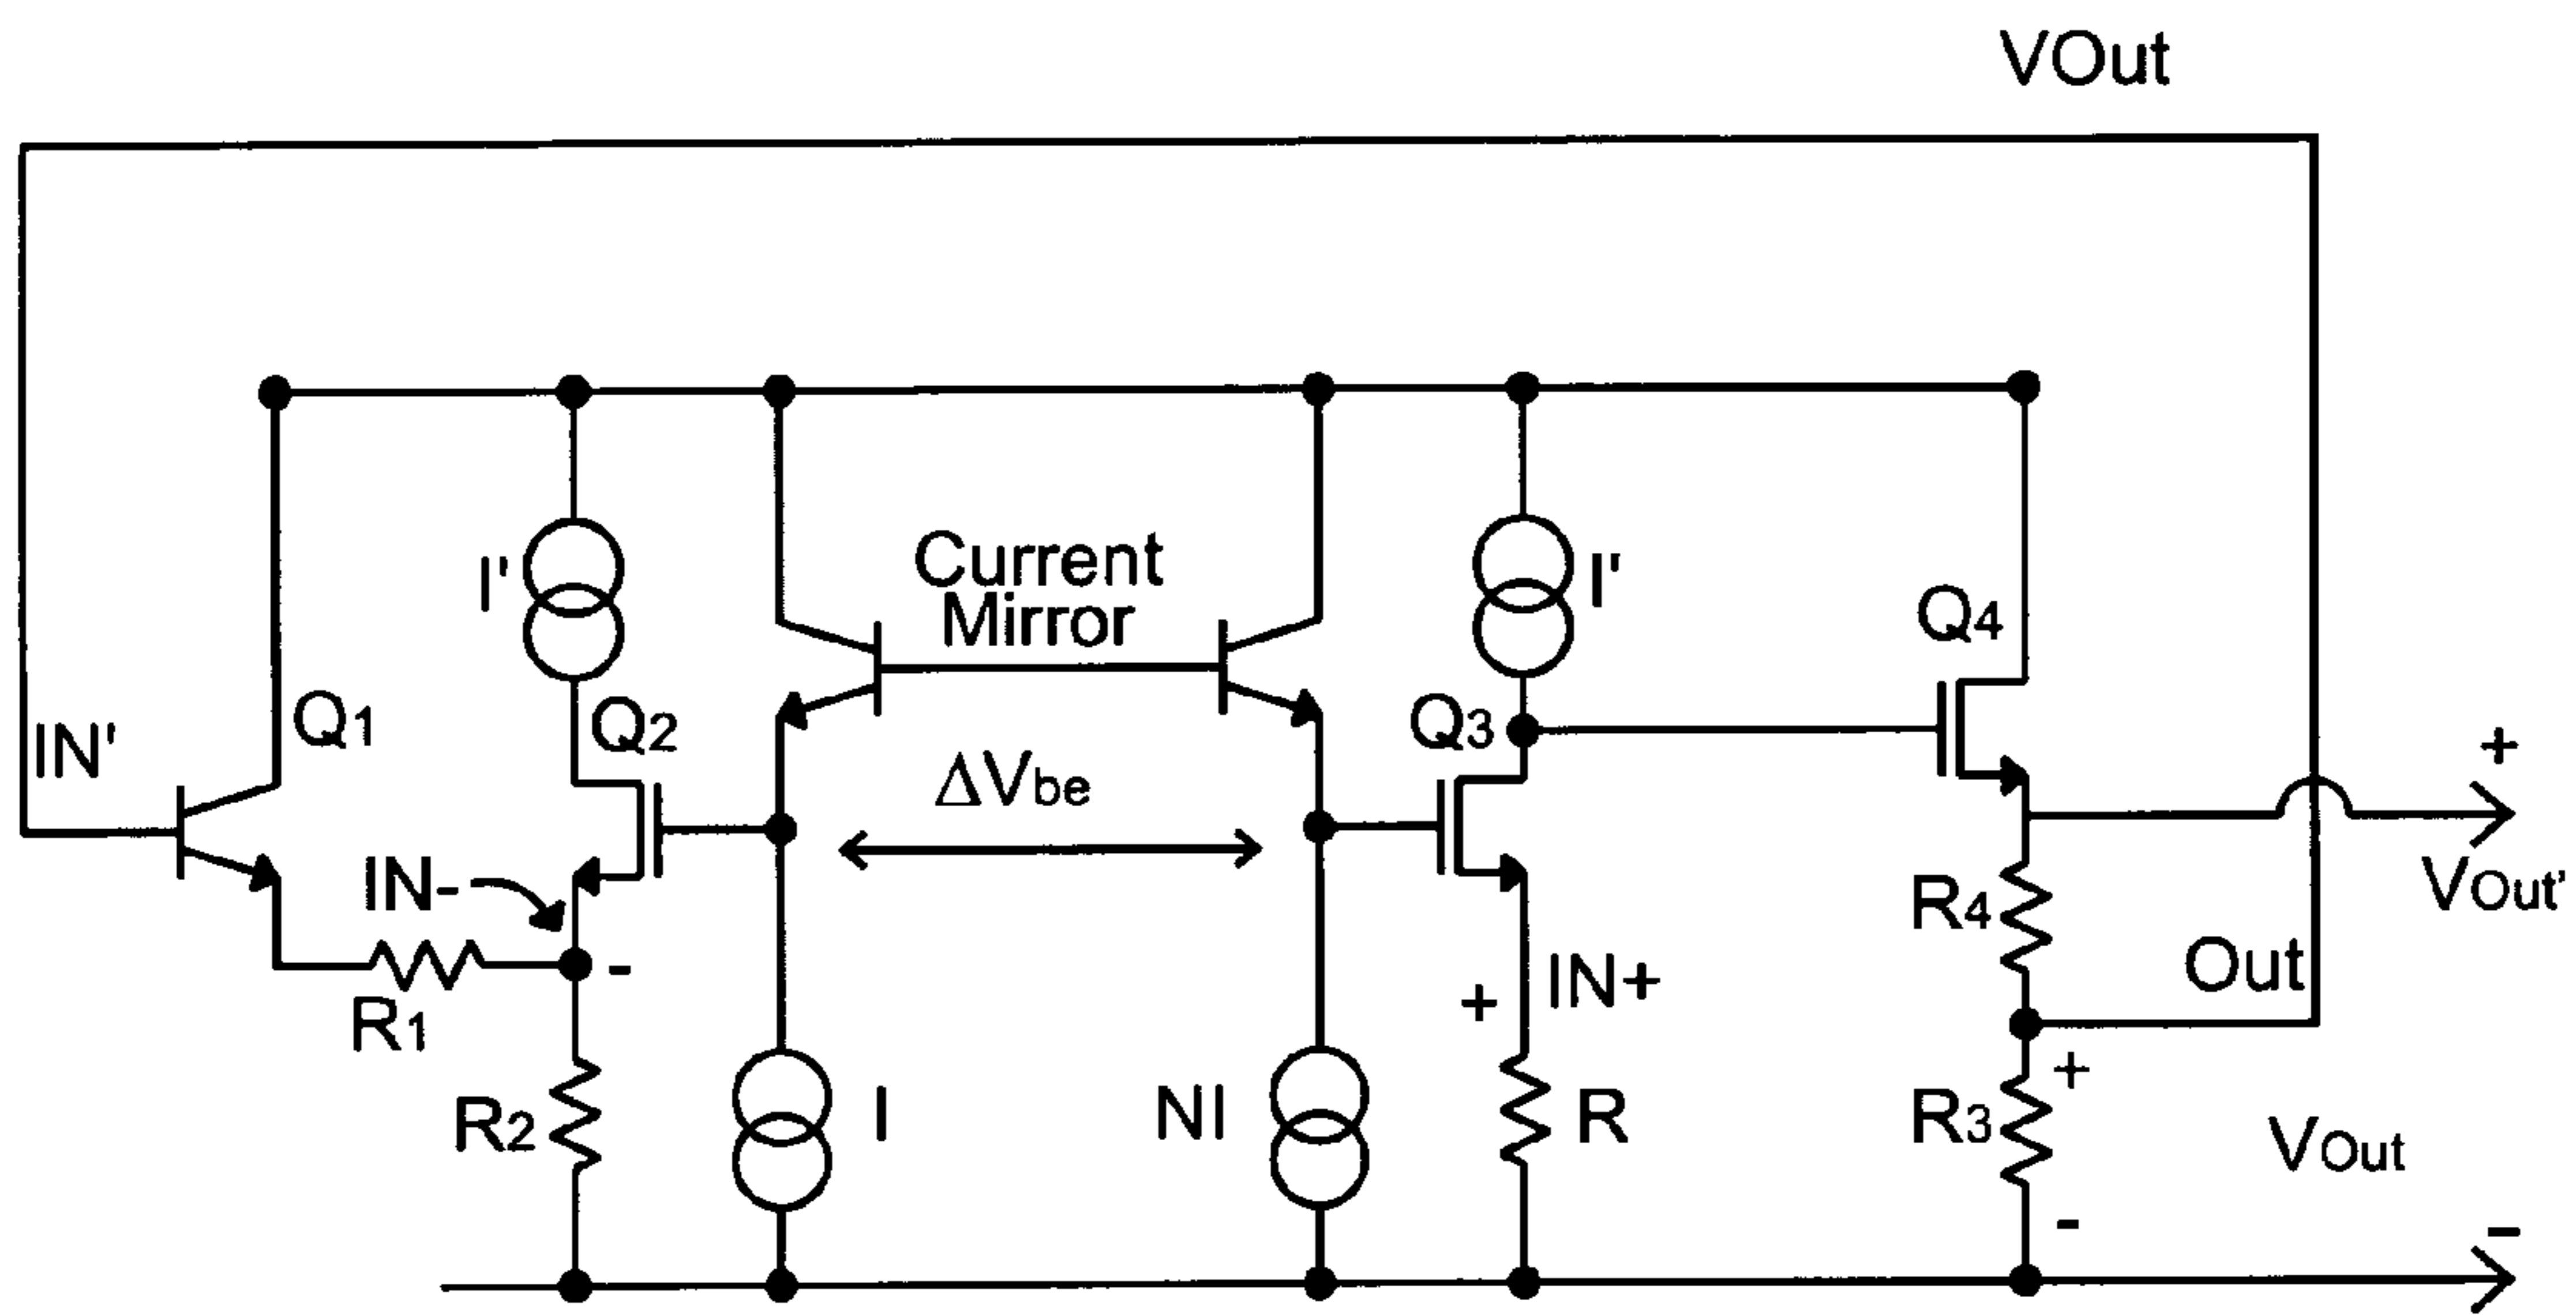 VOut
Current
Mirror
I'
I'
Q4
Q1
Q2
Q3
IN'
ΔVbe
+
VOut'
IN-
R4
-
IN+
+
Out
R1
+
R2
I
NI
R
R3
VOut
-
-